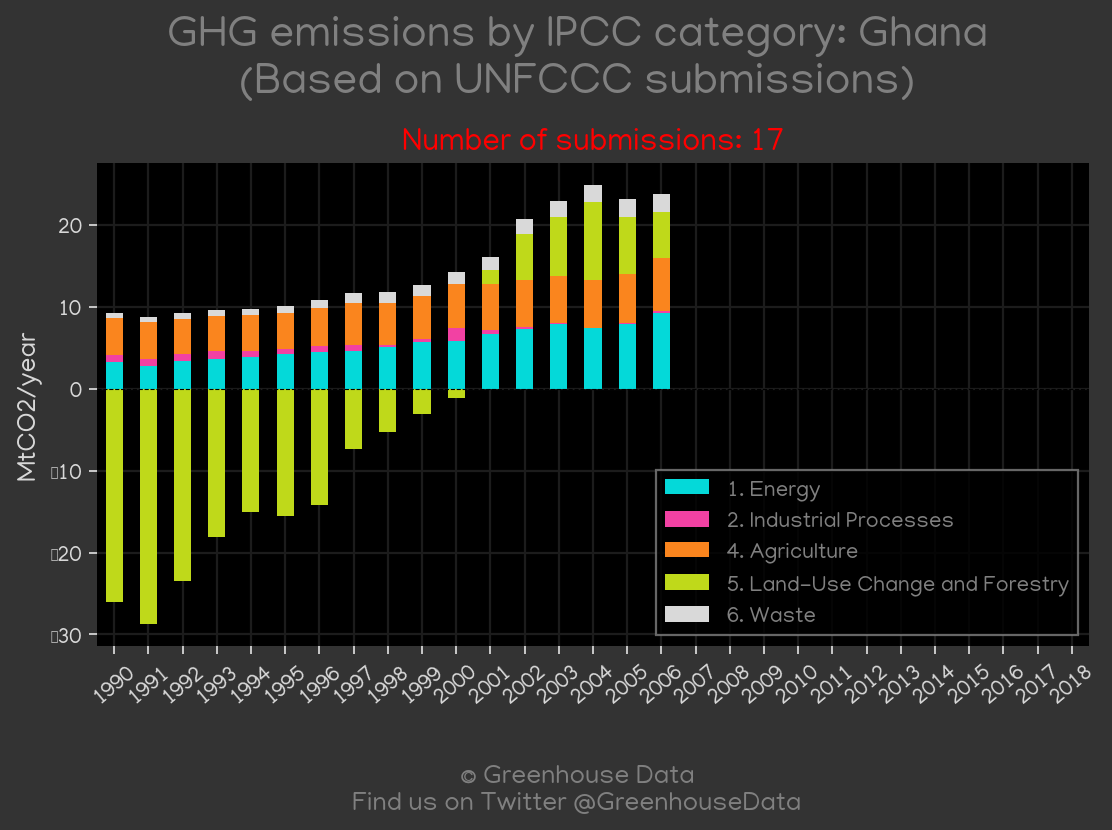 GHG emissions by IPCC category: Ghana
(Based on UNFCCC submissions)
Number of submissions: 17
MtCO2/year
20
10
0
▯10
▯20
▯30
1. Energy
2. Industrial Processes
4. Agriculture
5. Land-Use Change and Forestry
6. Waste
1990 1991 1992 1993 1994 1995 1996 1997 1998 1999 2000 2001 2002 2003 2004 2005 2006 2007 2008 2009 2010 2011 2012 2013 2014 2015 2016 2017 2018
© Greenhouse Data
Find us on Twitter @GreenhouseData